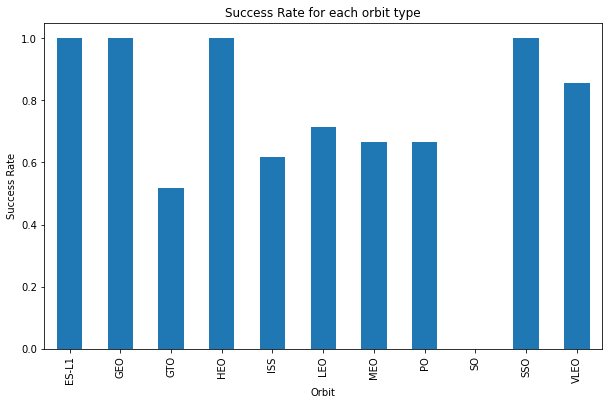 Success Rate for each orbit type
Success Rate
1.0
0.8
0.6
0.4
0.2
0.0
ES-L1
GEO
GTO
HEO
ISS
LEO
MEO
PO
SO
SSO
VLEO
Orbit